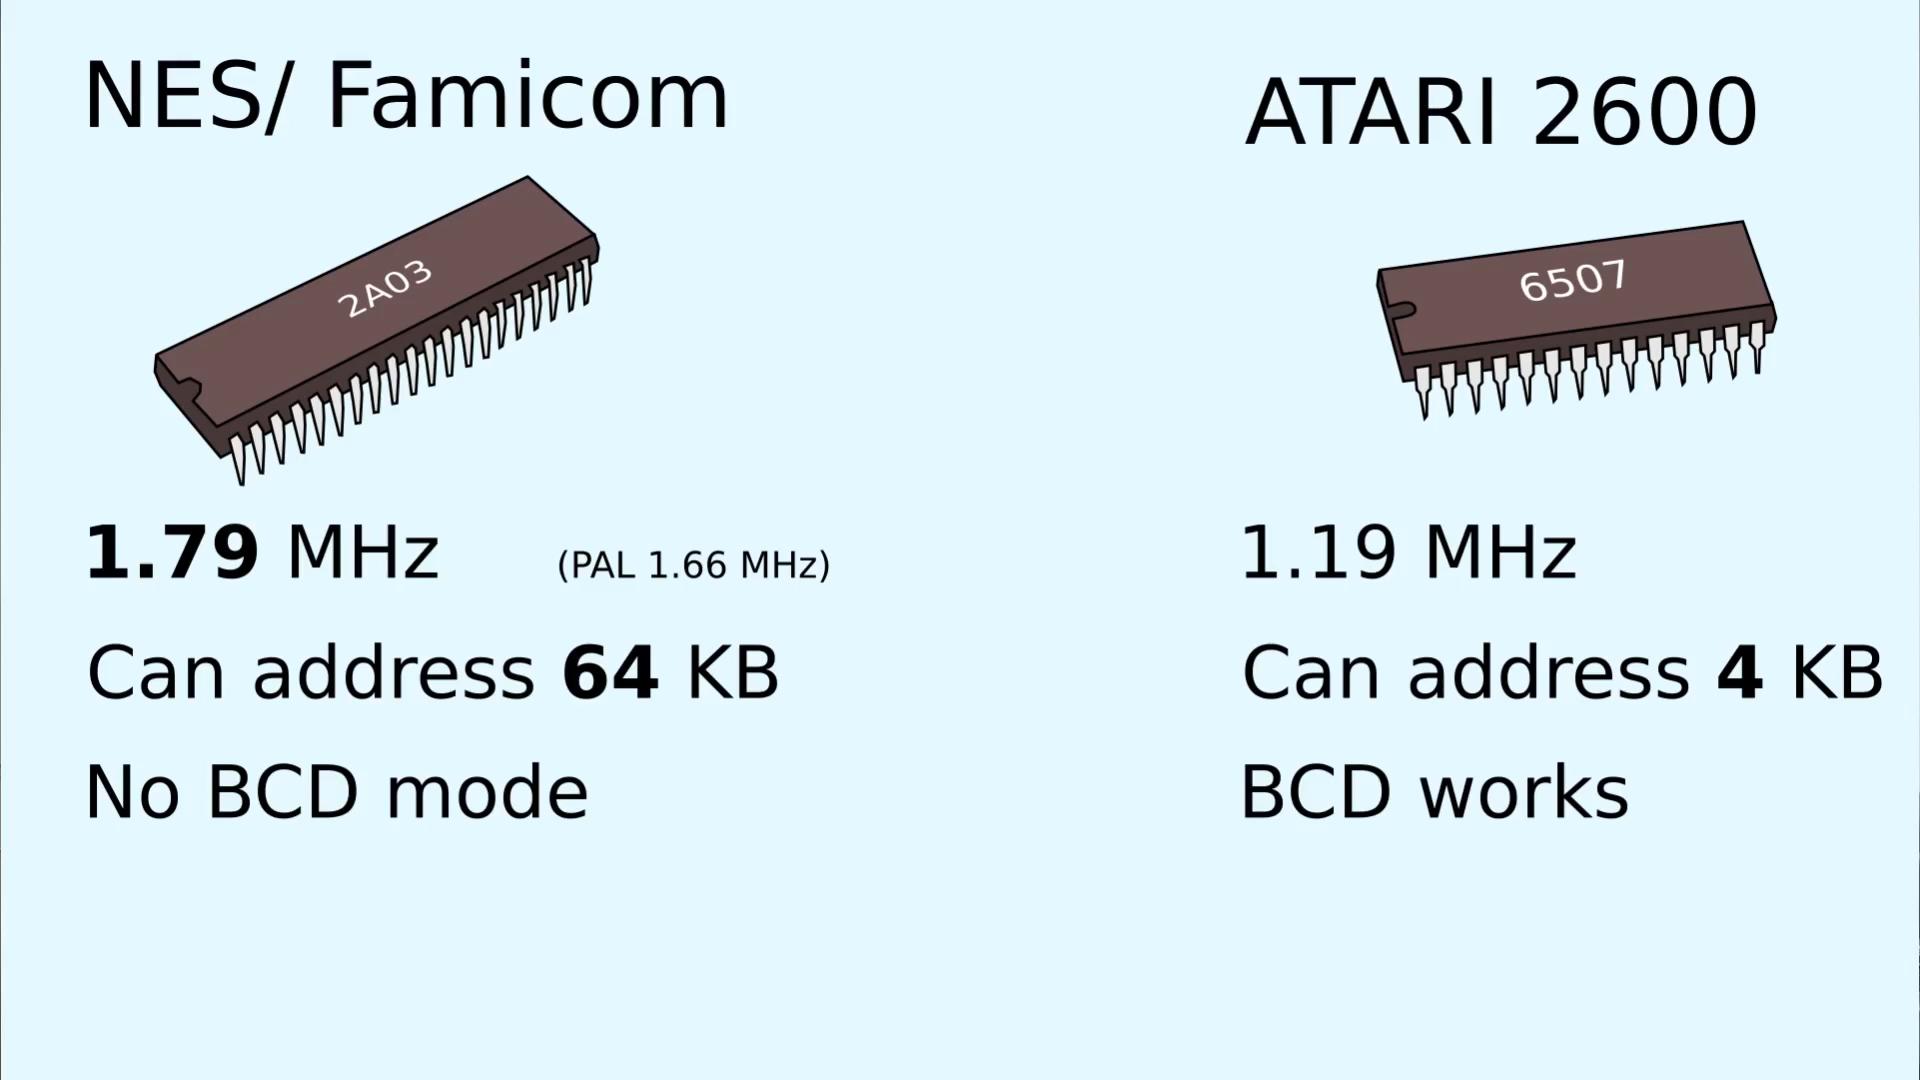 NES/ Famicom
2A03
1.79 MHz (PAL 1.66 MHz)
Can address 64 KB
No BCD mode
ATARI 2600
6507
1.19 MHz
Can address 4 KB
BCD works